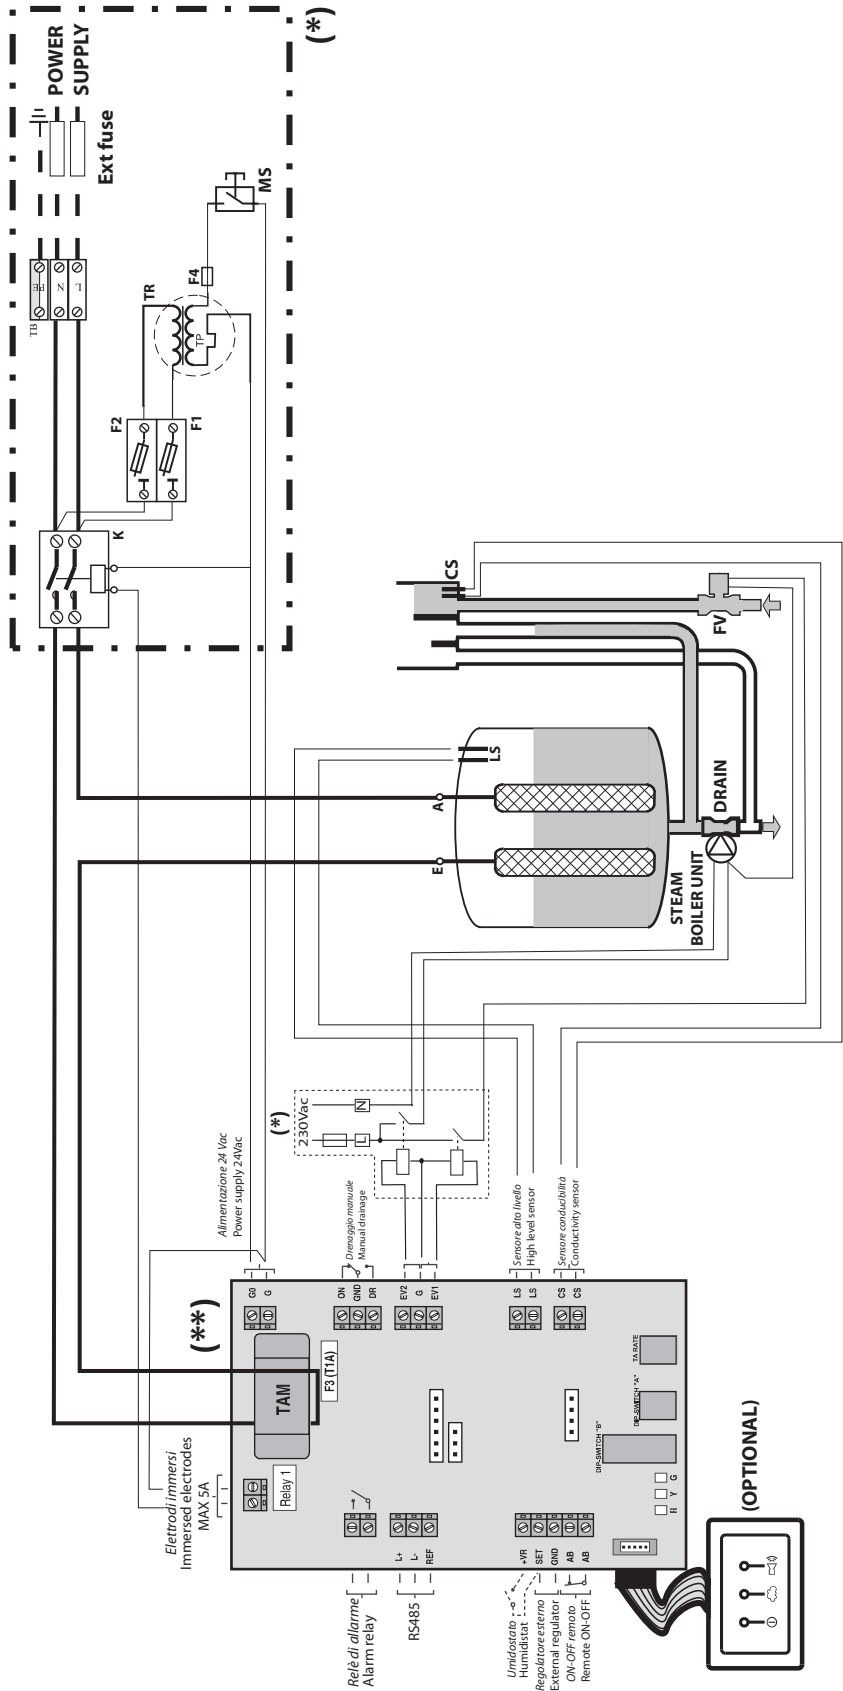 POWER
SUPPLY
Ext fuse
(*)
TB
PE
N
L
MS
F4
TR
TP
F2
F1
K
CS
FV
LS
A
E
DRAIN
STEAM
BOILER UNIT
(*)
230Vac
N
L
Alimentazione 24 Vac
Power supply 24Vac
Drenaggio manuale
Manual drainage
Sensore alto livello
High level sensor
Sensore conducibilità
Conductivity sensor
(**)
G0
G
ON
GND
DR
EV2
G
EV1
LS
LS
CS
CS
TAM
F3 (T1A)
TA RATE
DIP-SWITCH "A"
DIP-SWITCH "B"
Elettrodi immersi
Immersed electrodes
MAX 5A
Relay 1
L+
L-
REF
+VR
SET
GND
AB
AB
R
Y
G
Relè di allarme
Alarm relay
RS485
Umidostato
Humidistat
Regolatore esterno
External regulator
ON-OFF remoto
Remote ON-OFF
(OPTIONAL)